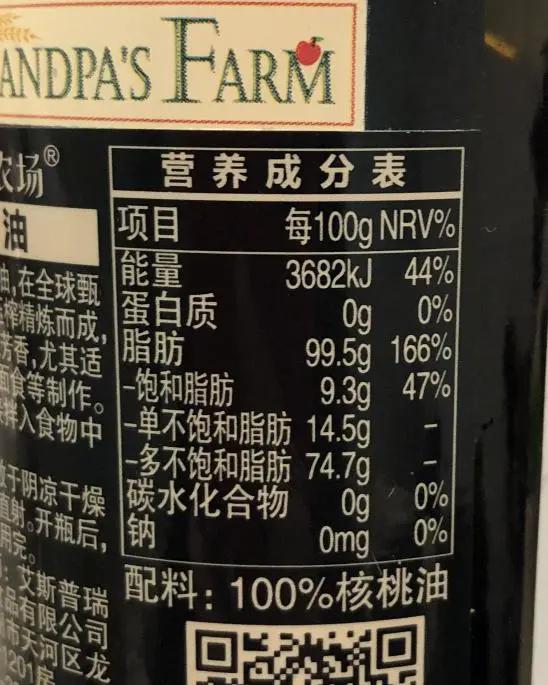 ANDPA'S FARM
农场®
油
营养成分表
项目 每100g NRV%
能量 3682kJ 44%
蛋白质 0g 0%
脂肪 99.5g 166%
-饱和脂肪 9.3g 47%
-单不饱和脂肪 14.5g -
-多不饱和脂肪 74.7g -
碳水化合物 0g 0%
钠 0mg 0%
配料：100%核桃油
油,在全球甄
榨精炼而成,
芳香,尤其适
面食等制作。
拌入食物中
于阴凉干燥
直射。开瓶后,
用完。
：艾斯普瑞
品有限公司
市天河区龙
1201房